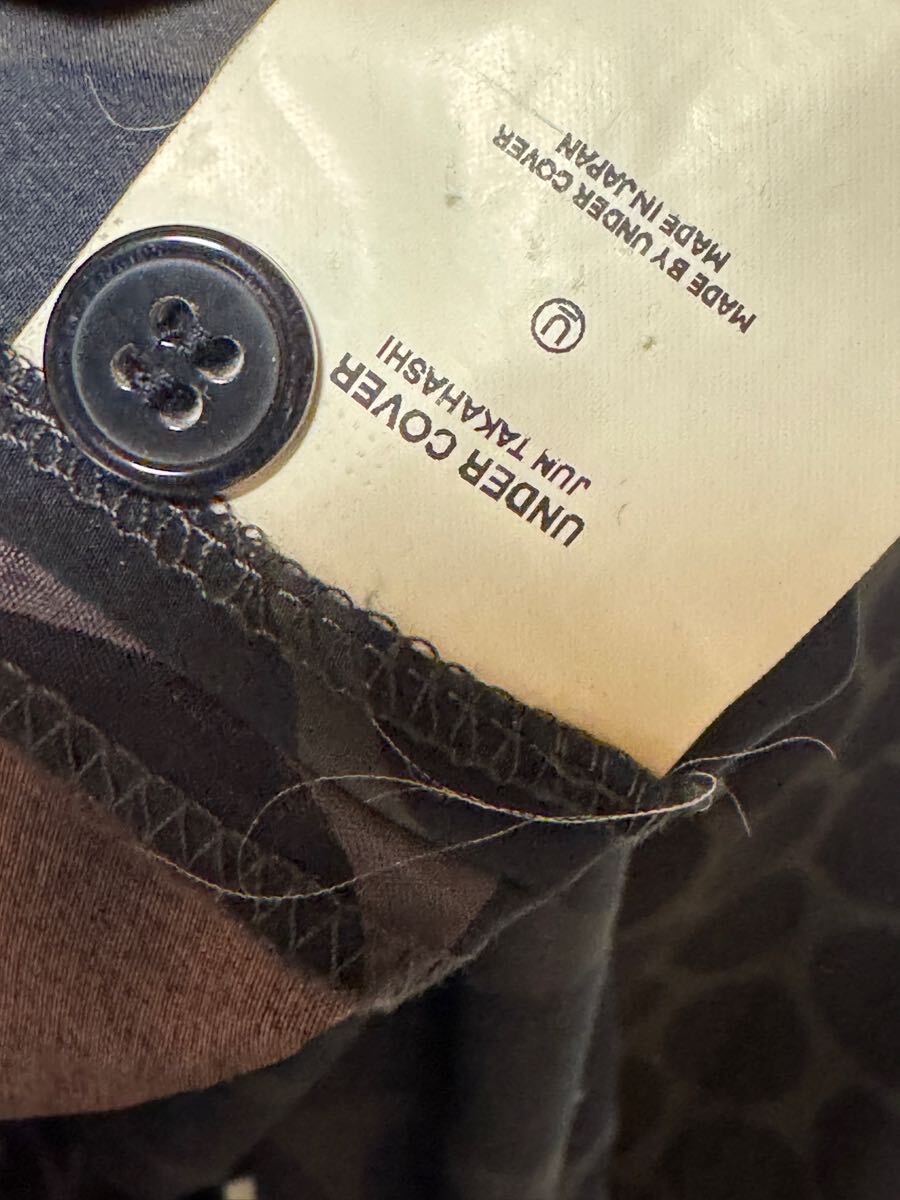 UNDER COVER
JUN TAKAHASHI
U
MADE BY UNDER COVER
MADE IN JAPAN